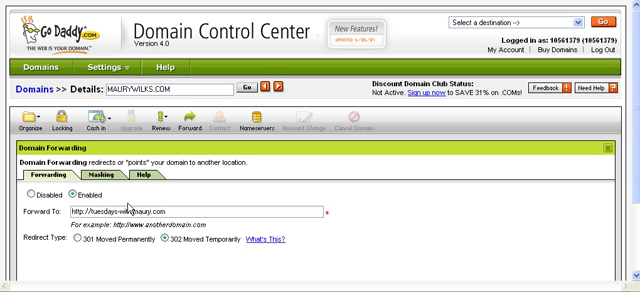 Go Daddy .COM
THE WEB IS YOUR DOMAIN.™
Domain Control Center
Version 4.0
New Features!
Select a destination -->
Go
Logged in as: 10561379 (10561379)
My Account | Buy Domains | Log Out
Domains Settings Help
Domains >> Details: MAURYWILKS.COM Go
Discount Domain Club Status:
Not Active. Sign up now to SAVE 31% on .COMs!
Feedback Need Help ?
Organize Locking Cash in Upgrade Renew Forward Contact Nameservers Account Change Cancel Domain
Domain Forwarding
Domain Forwarding redirects or "points" your domain to another location.
Forwarding Masking Help
Disabled Enabled
Forward To: http://tuesdays-with maury.com *
For example: http://www.anotherdomain.com
Redirect Type: 301 Moved Permanently 302 Moved Temporarily What's This?